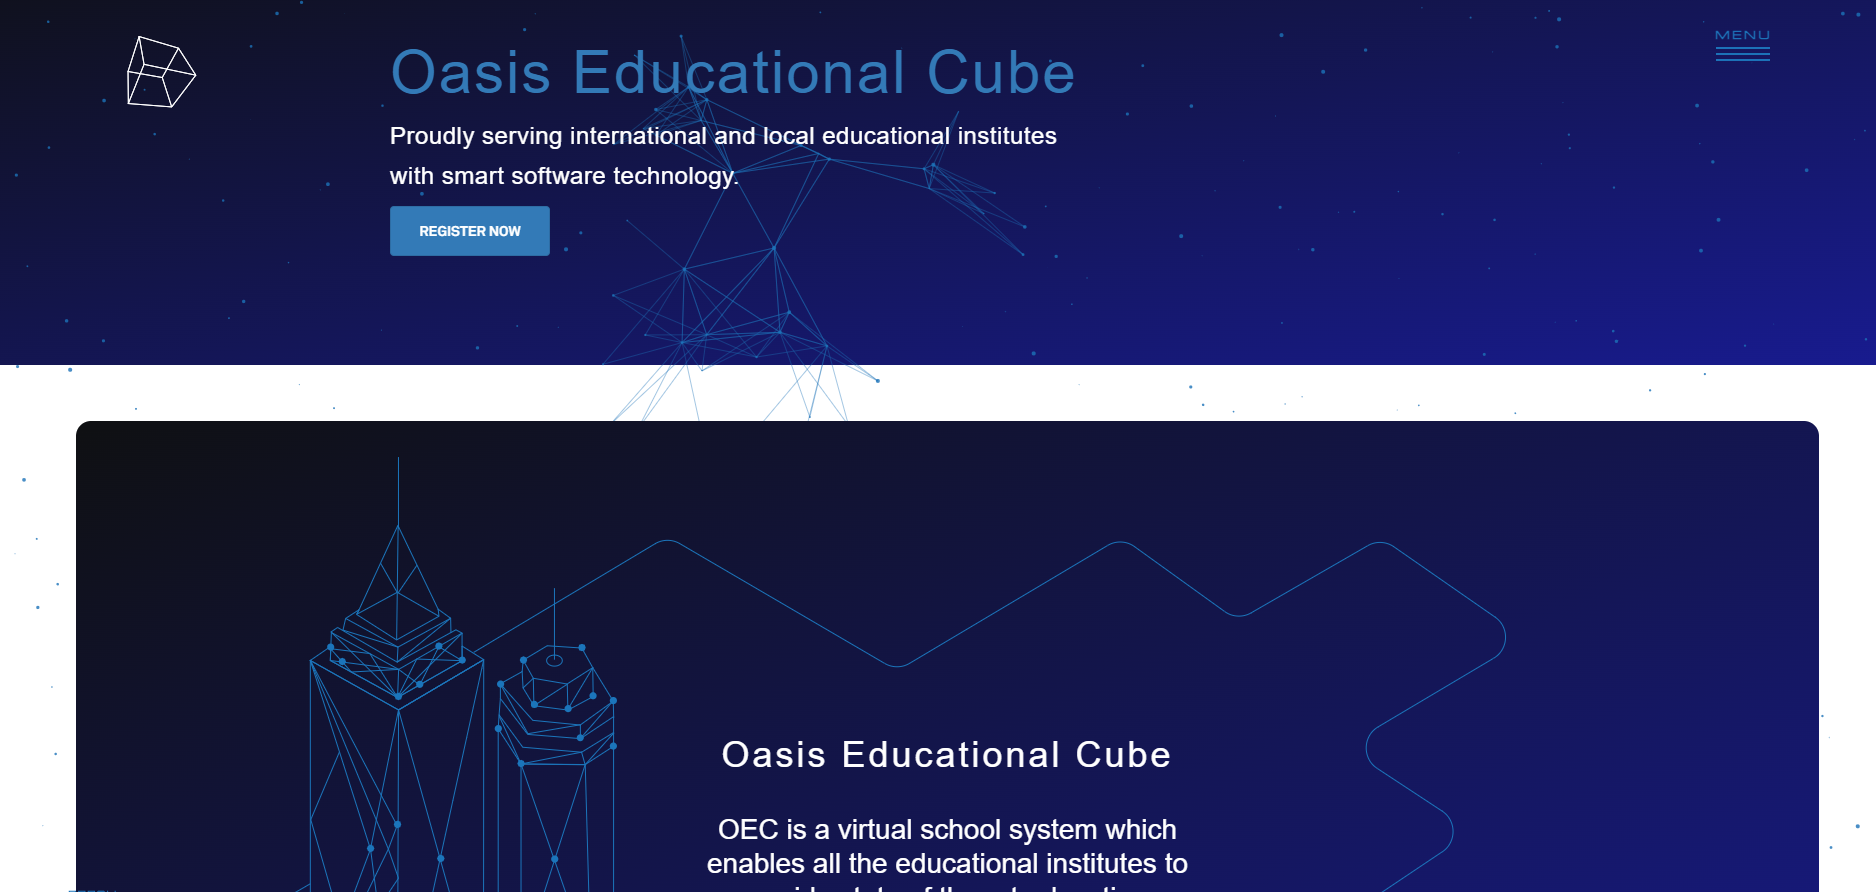 MENU
Oasis Educational Cube
Proudly serving international and local educational institutes
with smart software technology.
REGISTER NOW
Oasis Educational Cube
OEC is a virtual school system which
enables all the educational institutes to